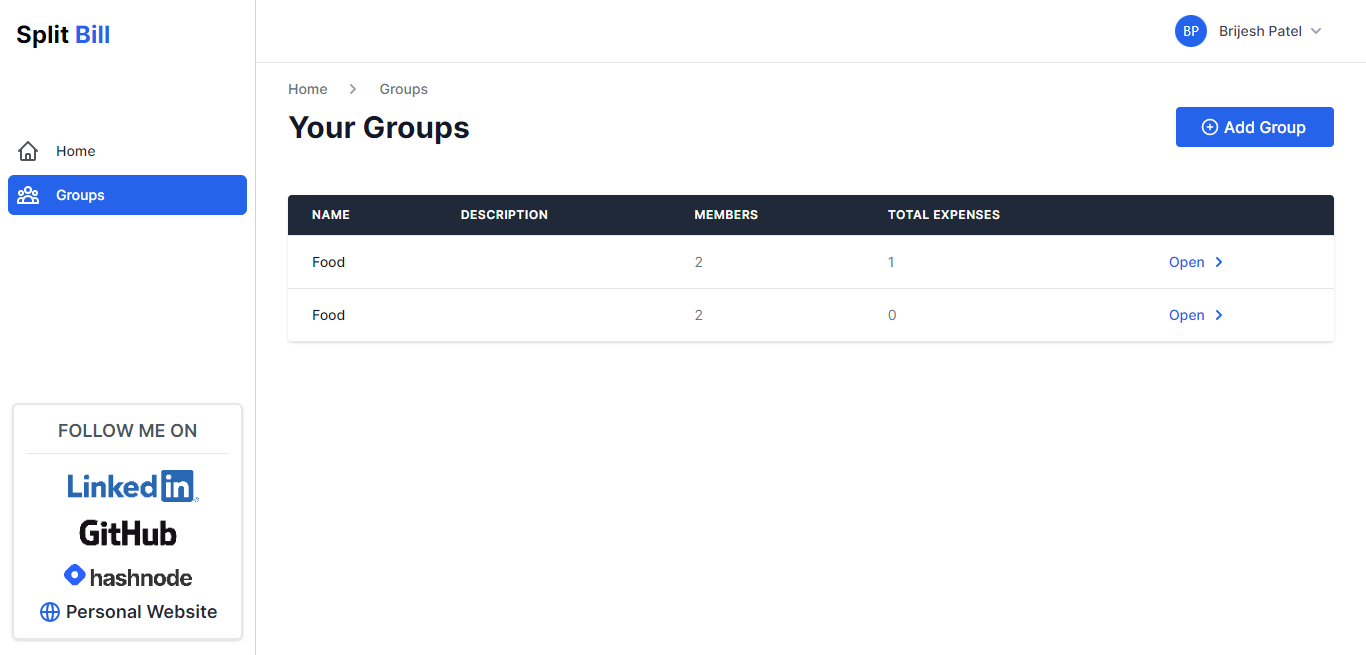 Split Bill
BP Brijesh Patel
Home
Groups
Home Groups
Your Groups
Add Group
NAME DESCRIPTION MEMBERS TOTAL EXPENSES
Food 2 1 Open
Food 2 0 Open
FOLLOW ME ON
Linkedin
GitHub
hashnode
Personal Website